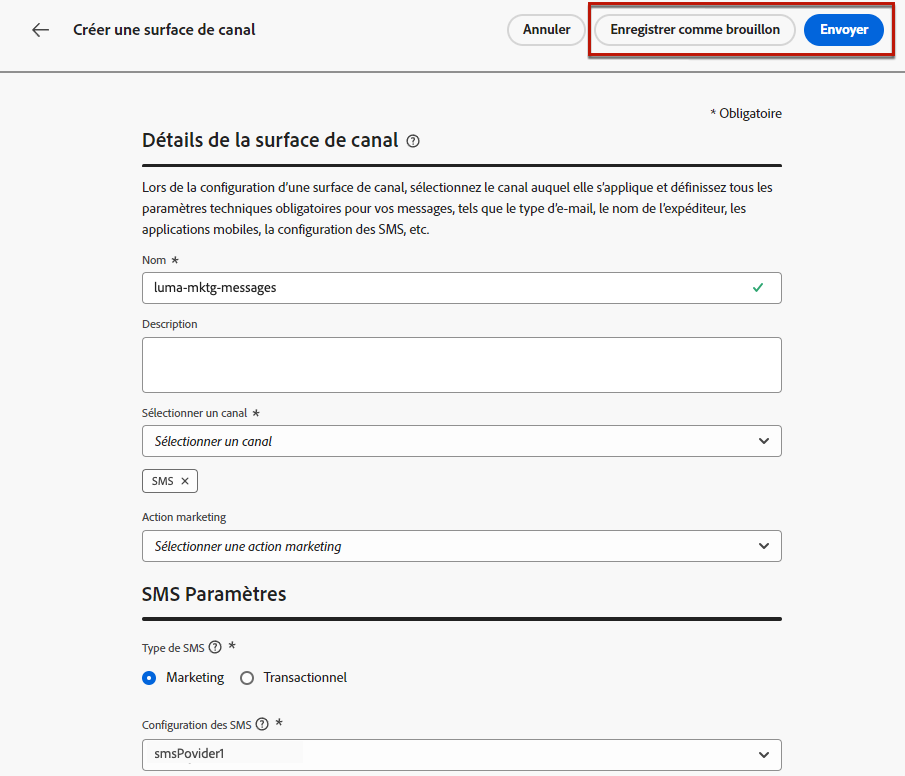 Créer une surface de canal
Annuler
Enregistrer comme brouillon
Envoyer
* Obligatoire
Détails de la surface de canal
Lors de la configuration d’une surface de canal, sélectionnez le canal auquel elle s’applique et définissez tous les
paramètres techniques obligatoires pour vos messages, tels que le type d’e-mail, le nom de l’expéditeur, les
applications mobiles, la configuration des SMS, etc.
Nom *
luma-mktg-messages
Description
Sélectionner un canal *
Sélectionner un canal
SMS
Action marketing
Sélectionner une action marketing
SMS Paramètres
Type de SMS *
Marketing
Transactionnel
Configuration des SMS *
smsPovider1